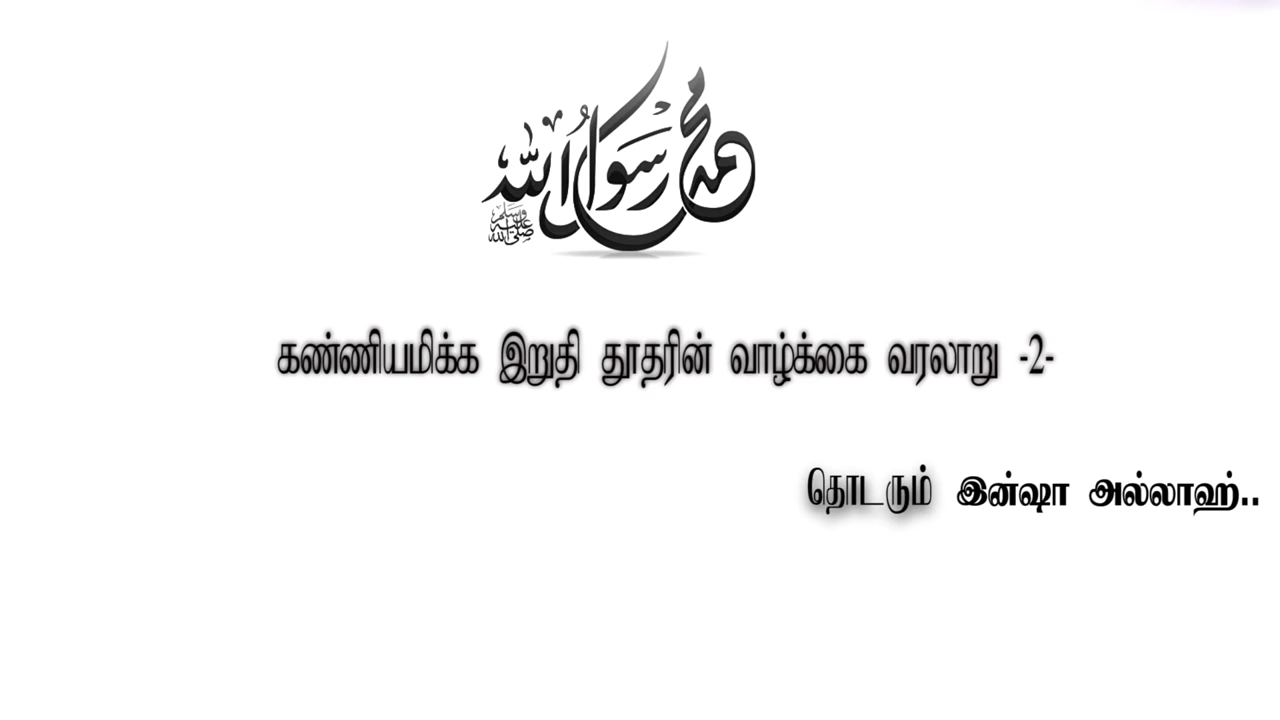 محمد رسول الله
صلى الله عليه وسلم
கண்ணியமிக்க இறுதி தூதரின் வாழ்க்கை வரலாறு -2-
தொடரும் இன்ஷா அல்லாஹ்..